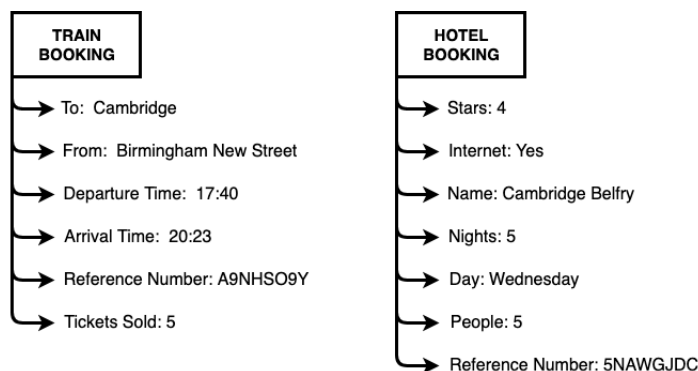 TRAIN
BOOKING
To: Cambridge
From: Birmingham New Street
Departure Time: 17:40
Arrival Time: 20:23
Reference Number: A9NHSO9Y
Tickets Sold: 5
HOTEL
BOOKING
Stars: 4
Internet: Yes
Name: Cambridge Belfry
Nights: 5
Day: Wednesday
People: 5
Reference Number: 5NAWGJDC